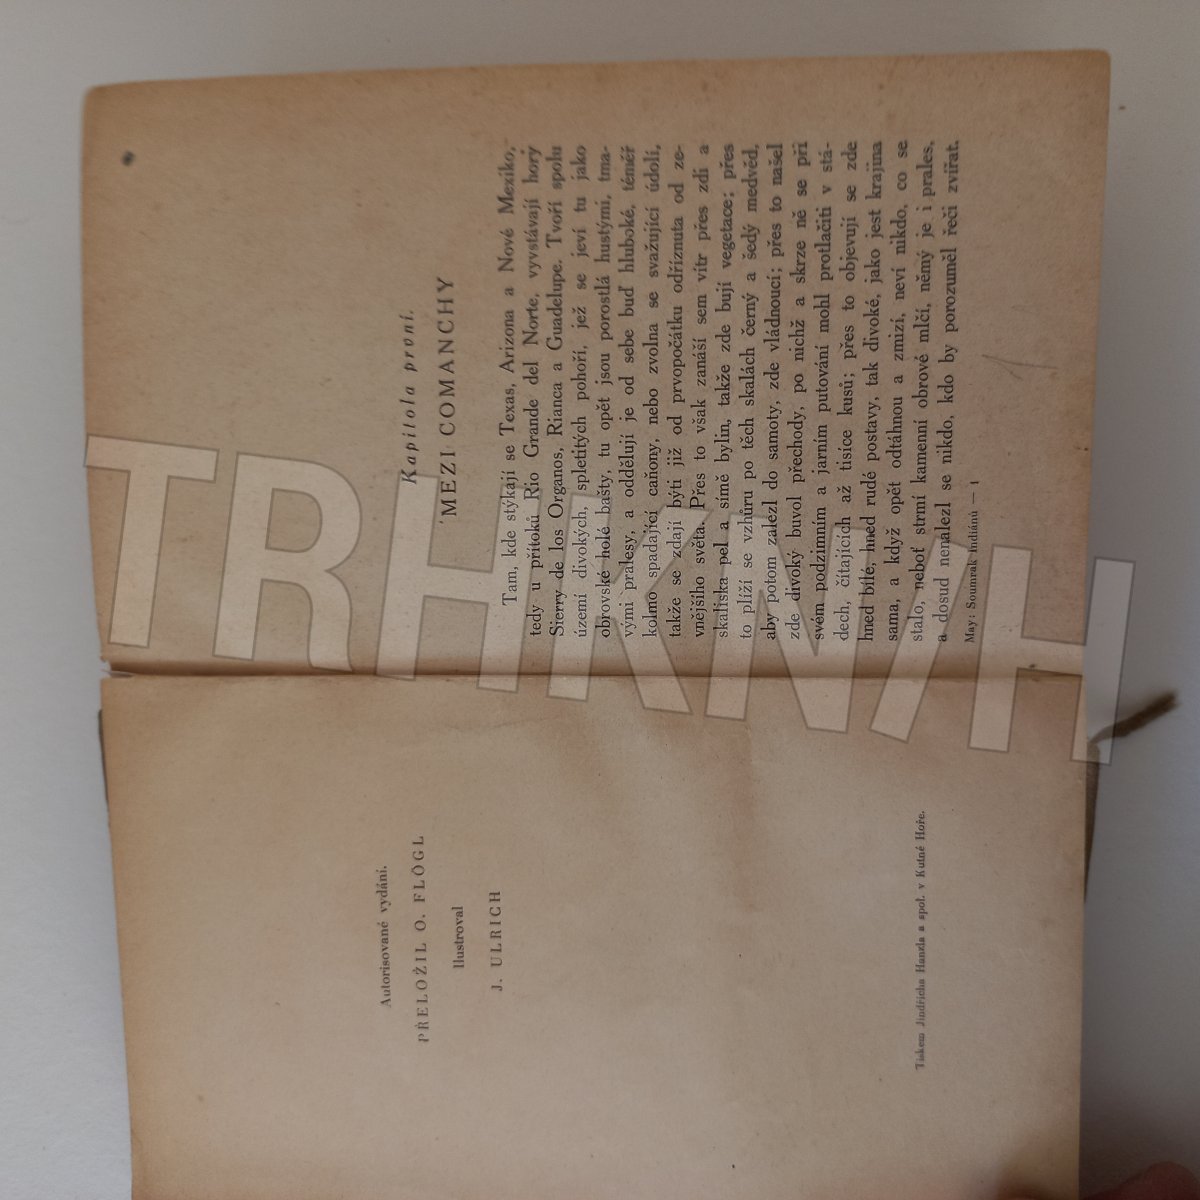 Autorisované vydání.
PŘELOŽIL O. FLÖGL
Ilustroval
J. ULRICH
Tiskem Jindřicha Hanzla a spol. v Kutné Hoře.
Kapitola první.
MEZI COMANCHY
Tam, kde stýkají se Texas, Arizona a Nové Mexiko,
tedy u přítoků Rio Grande del Norte, vyvstávají hory
Sierry de los Organos, Rianca a Guadelupe. Tvoří spolu
území divokých, spletitých pohoří, jež se jeví tu jako
obrovské holé bašty, tu opět jsou porostlá hustými, tma-
vými pralesy, a oddělují je od sebe buď hluboké, téměř
kolmo spadající caňony, nebo zvolna se svažující údolí,
takže se zdají býti již od prvopočátku odříznuta od ze-
vnějšího světa. Přes to však zanáší sem vítr přes zdi a
skaliska pel a símě bylin, takže zde bují vegetace; přes
to plíží se vzhůru po těch skalách černý a šedý medvěd,
aby potom zalezl do samoty, zde vládnoucí; přes to našel
zde divoký buvol přechody, po nichž a skrze ně se při
svém podzimním a jarním putování mohl protlačiti v stá-
dech, čítajících až tisíce kusů; přes to objevují se zde
hned bílé, hned rudé postavy, tak divoké, jako jest krajina
sama, a když opět odtáhnou a zmizí, neví nikdo, co se
stalo, neboť strmí kamenní obrové mlčí, němý je i prales,
a dosud nenalezl se nikdo, kdo by porozuměl řeči zvířat.
May: Soumrak Indiánů — 1
TRHKNIH